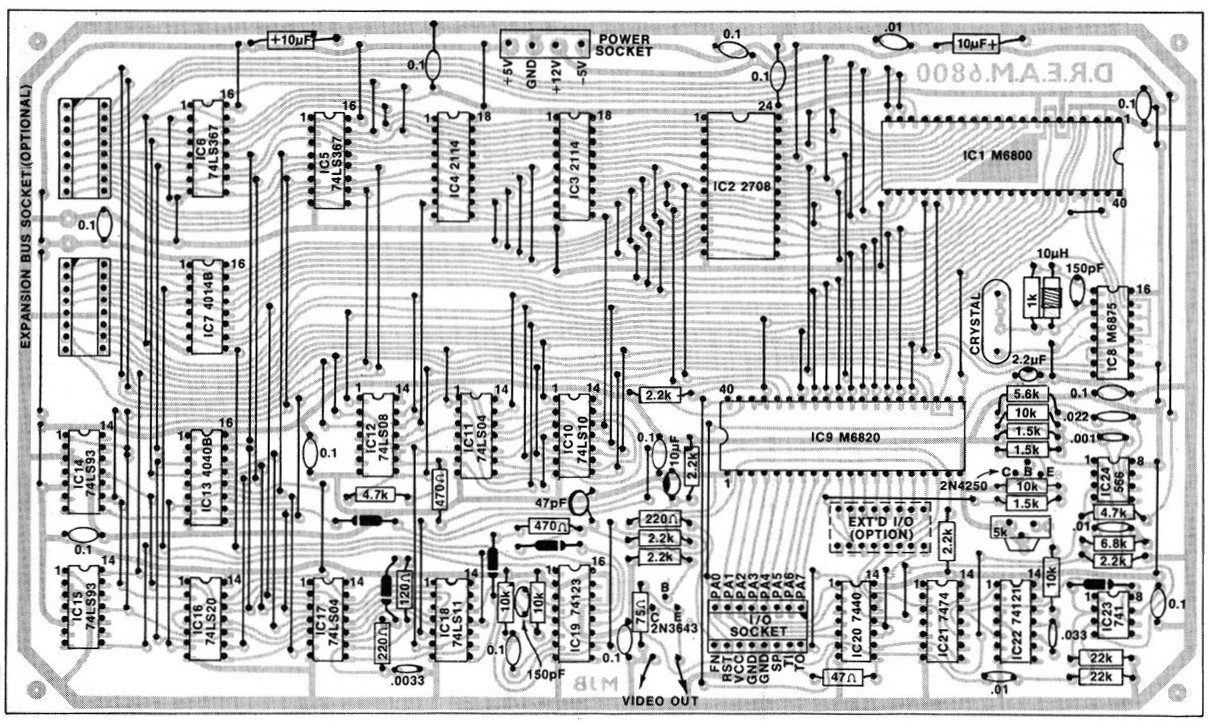 +10µF
0.1
POWER SOCKET
+5V
GND
+12V
-5V
0.1
0.1
.01
10µF+
D.R.E.A.M.6800
0.1
EXPANSION BUS SOCKET (OPTIONAL)
1
16
IC6 74LS367
1
16
IC5 74LS367
1
18
IC4 2114
1
18
IC3 2114
1
24
IC2 2708
1
IC1 M6800
40
0.1
1
16
IC7 4014B
10µH
150pF
1k
CRYSTAL
16
1
IC8 M6875
2.2µF
1
14
IC12 74LS08
1
14
IC11 74LS04
1
14
IC10 74LS10
2.2k
40
IC9 M6820
1
5.6k
10k
1.5k
1.5k
0.1
.022
.001
1
14
IC14 74LS93
1
16
IC13 4040B
0.1
4.7k
470Ω
47pF
0.1
10µF
2.2k
C
B
E
2N4250
10k
1.5k
1
8
IC24 566
4.7k
0.1
470Ω
220Ω
2.2k
2.2k
EXT'D I/O (OPTION)
2.2k
5k
.01
6.8k
2.2k
1
14
IC15 74LS93
1
14
IC16 74LS20
1
14
IC17 74LS04
220Ω
120Ω
1
14
IC18 74LS11
10k
10k
1
16
IC19 74123
B
C
e
75Ω
2N3643
PA0
PA1
PA2
PA3
PA4
PA5
PA6
PA7
I/O SOCKET
FN
RST
VCC
GND
GND
SP
TI
TO
1
14
IC20 7440
1
14
IC21 7474
1
14
IC22 74121
10k
.033
1
8
IC23 741
0.1
22k
22k
.0033
0.1
150pF
0.1
MJB
VIDEO OUT
47Ω
.01